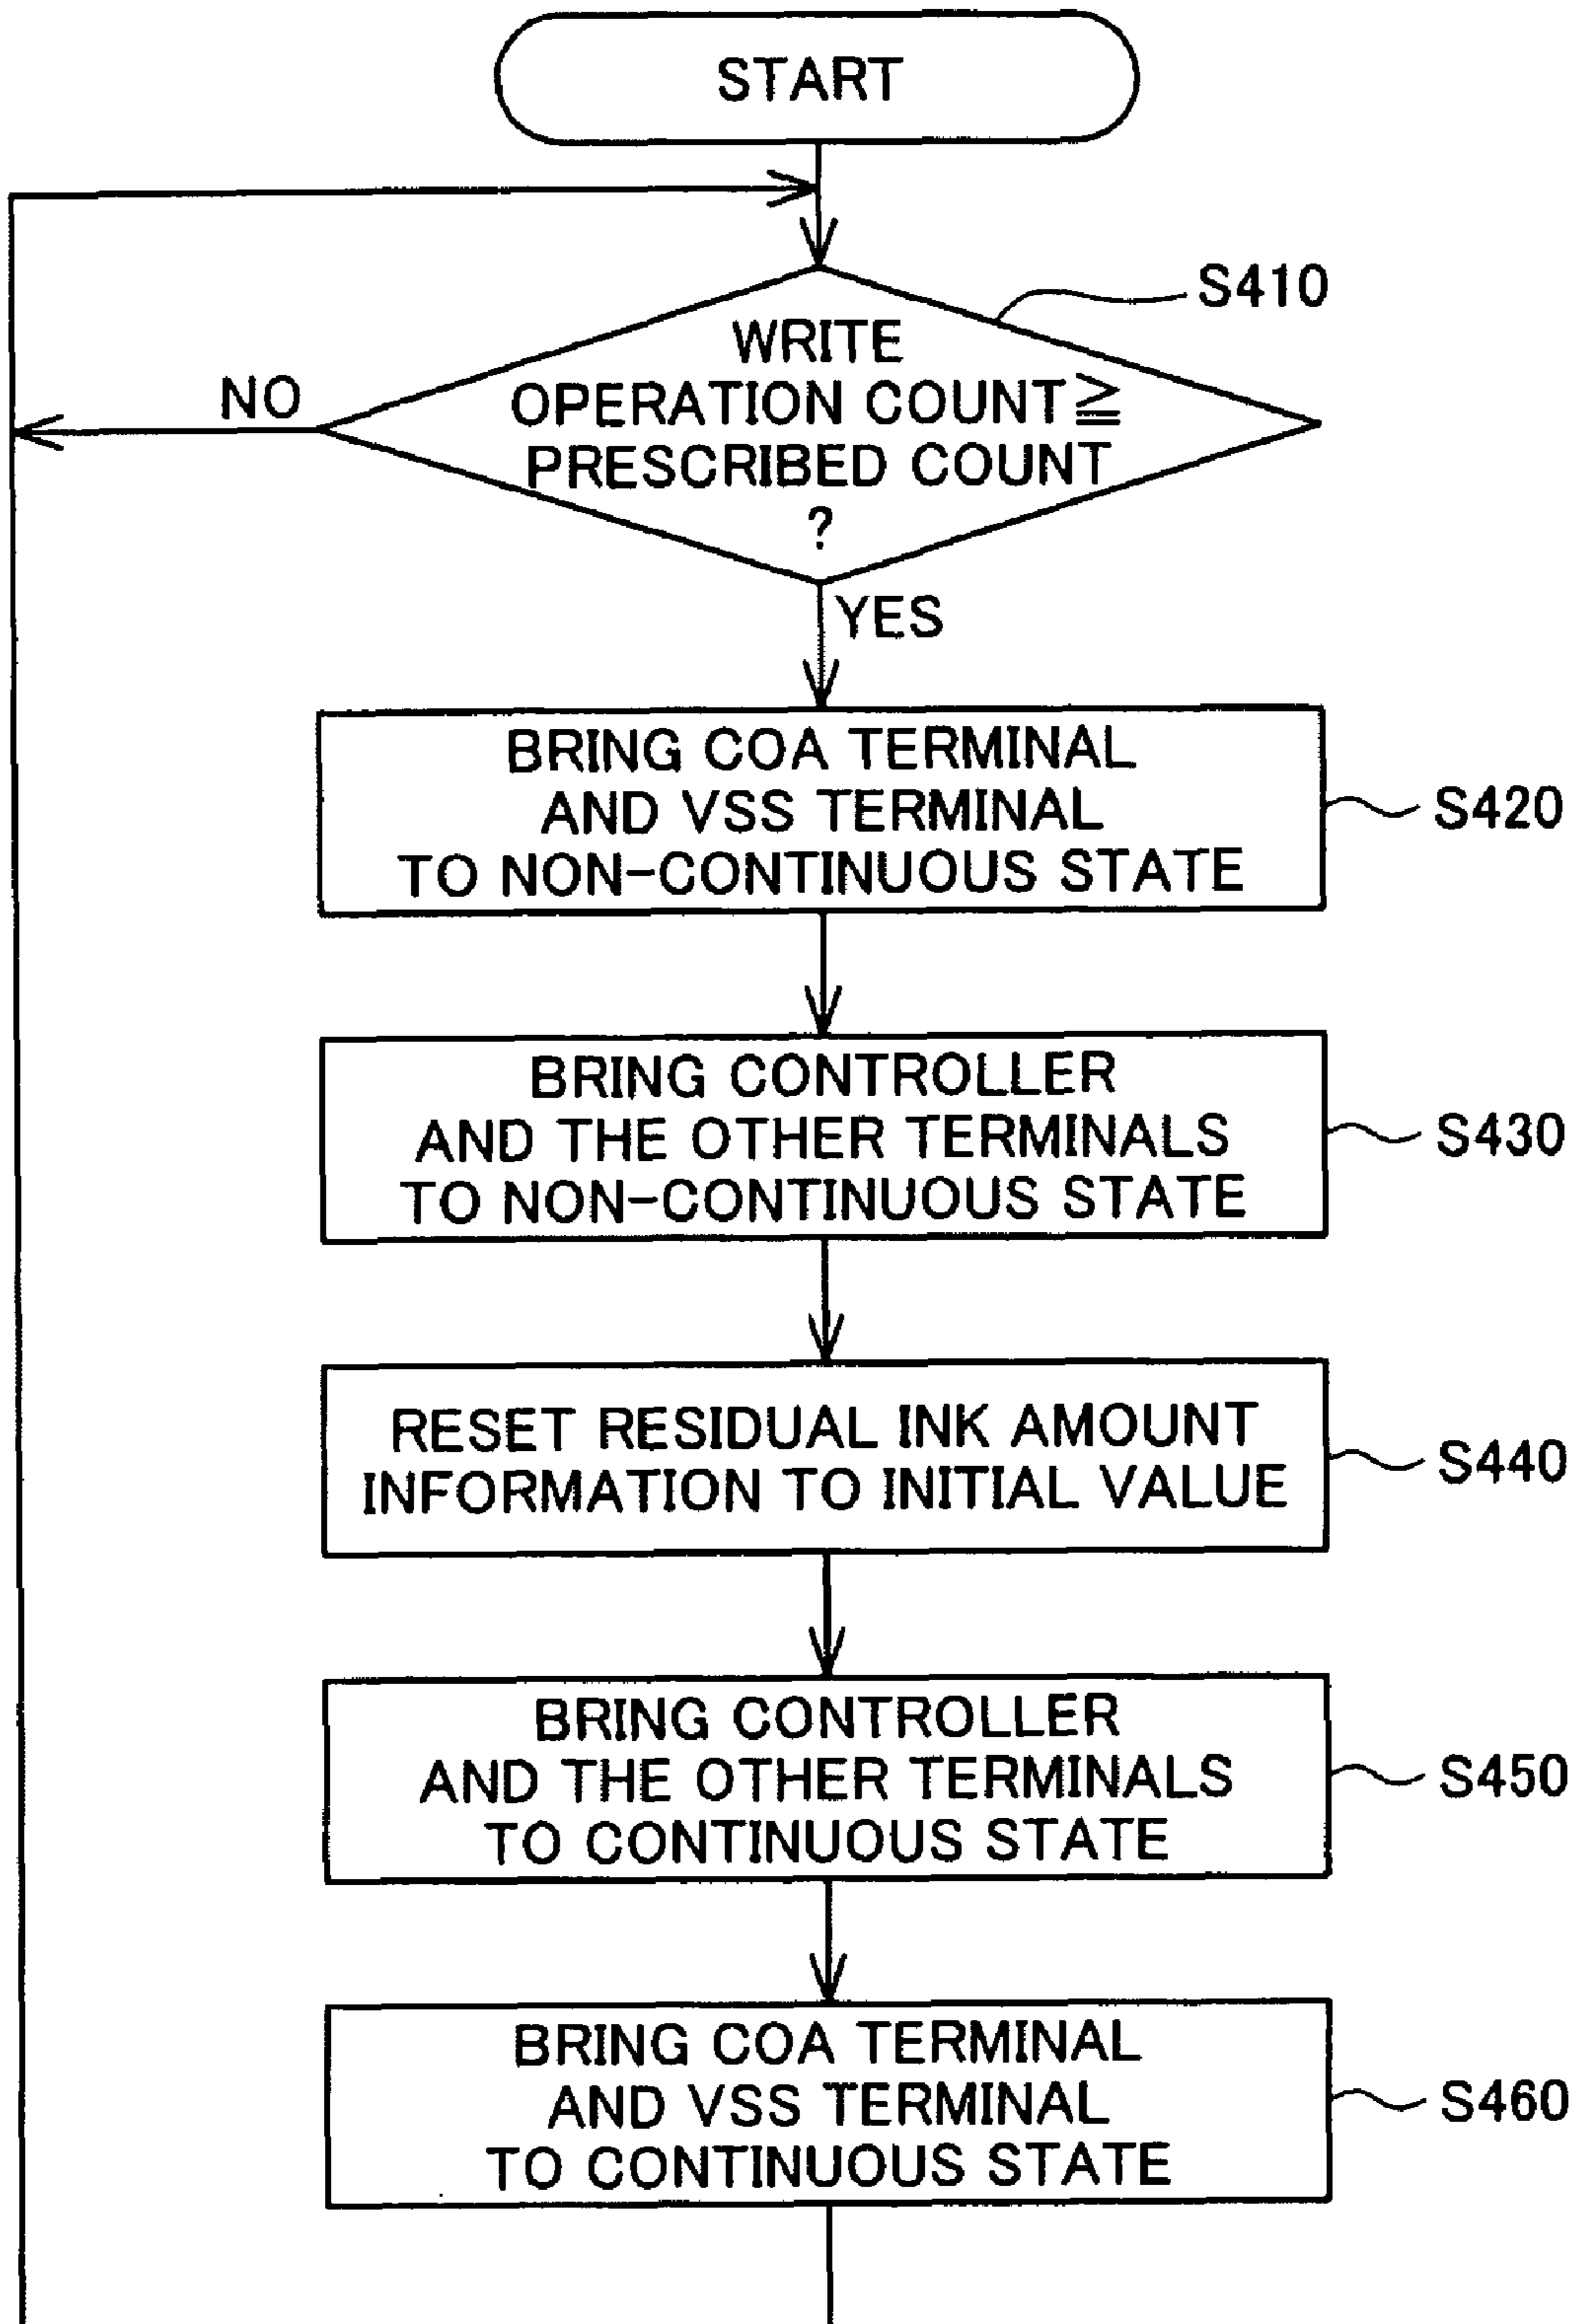 START
S410
WRITE
OPERATION COUNT≧
PRESCRIBED COUNT
?
NO
YES
BRING COA TERMINAL
AND VSS TERMINAL
TO NON-CONTINUOUS STATE
S420
BRING CONTROLLER
AND THE OTHER TERMINALS
TO NON-CONTINUOUS STATE
S430
RESET RESIDUAL INK AMOUNT
INFORMATION TO INITIAL VALUE
S440
BRING CONTROLLER
AND THE OTHER TERMINALS
TO CONTINUOUS STATE
S450
BRING COA TERMINAL
AND VSS TERMINAL
TO CONTINUOUS STATE
S460